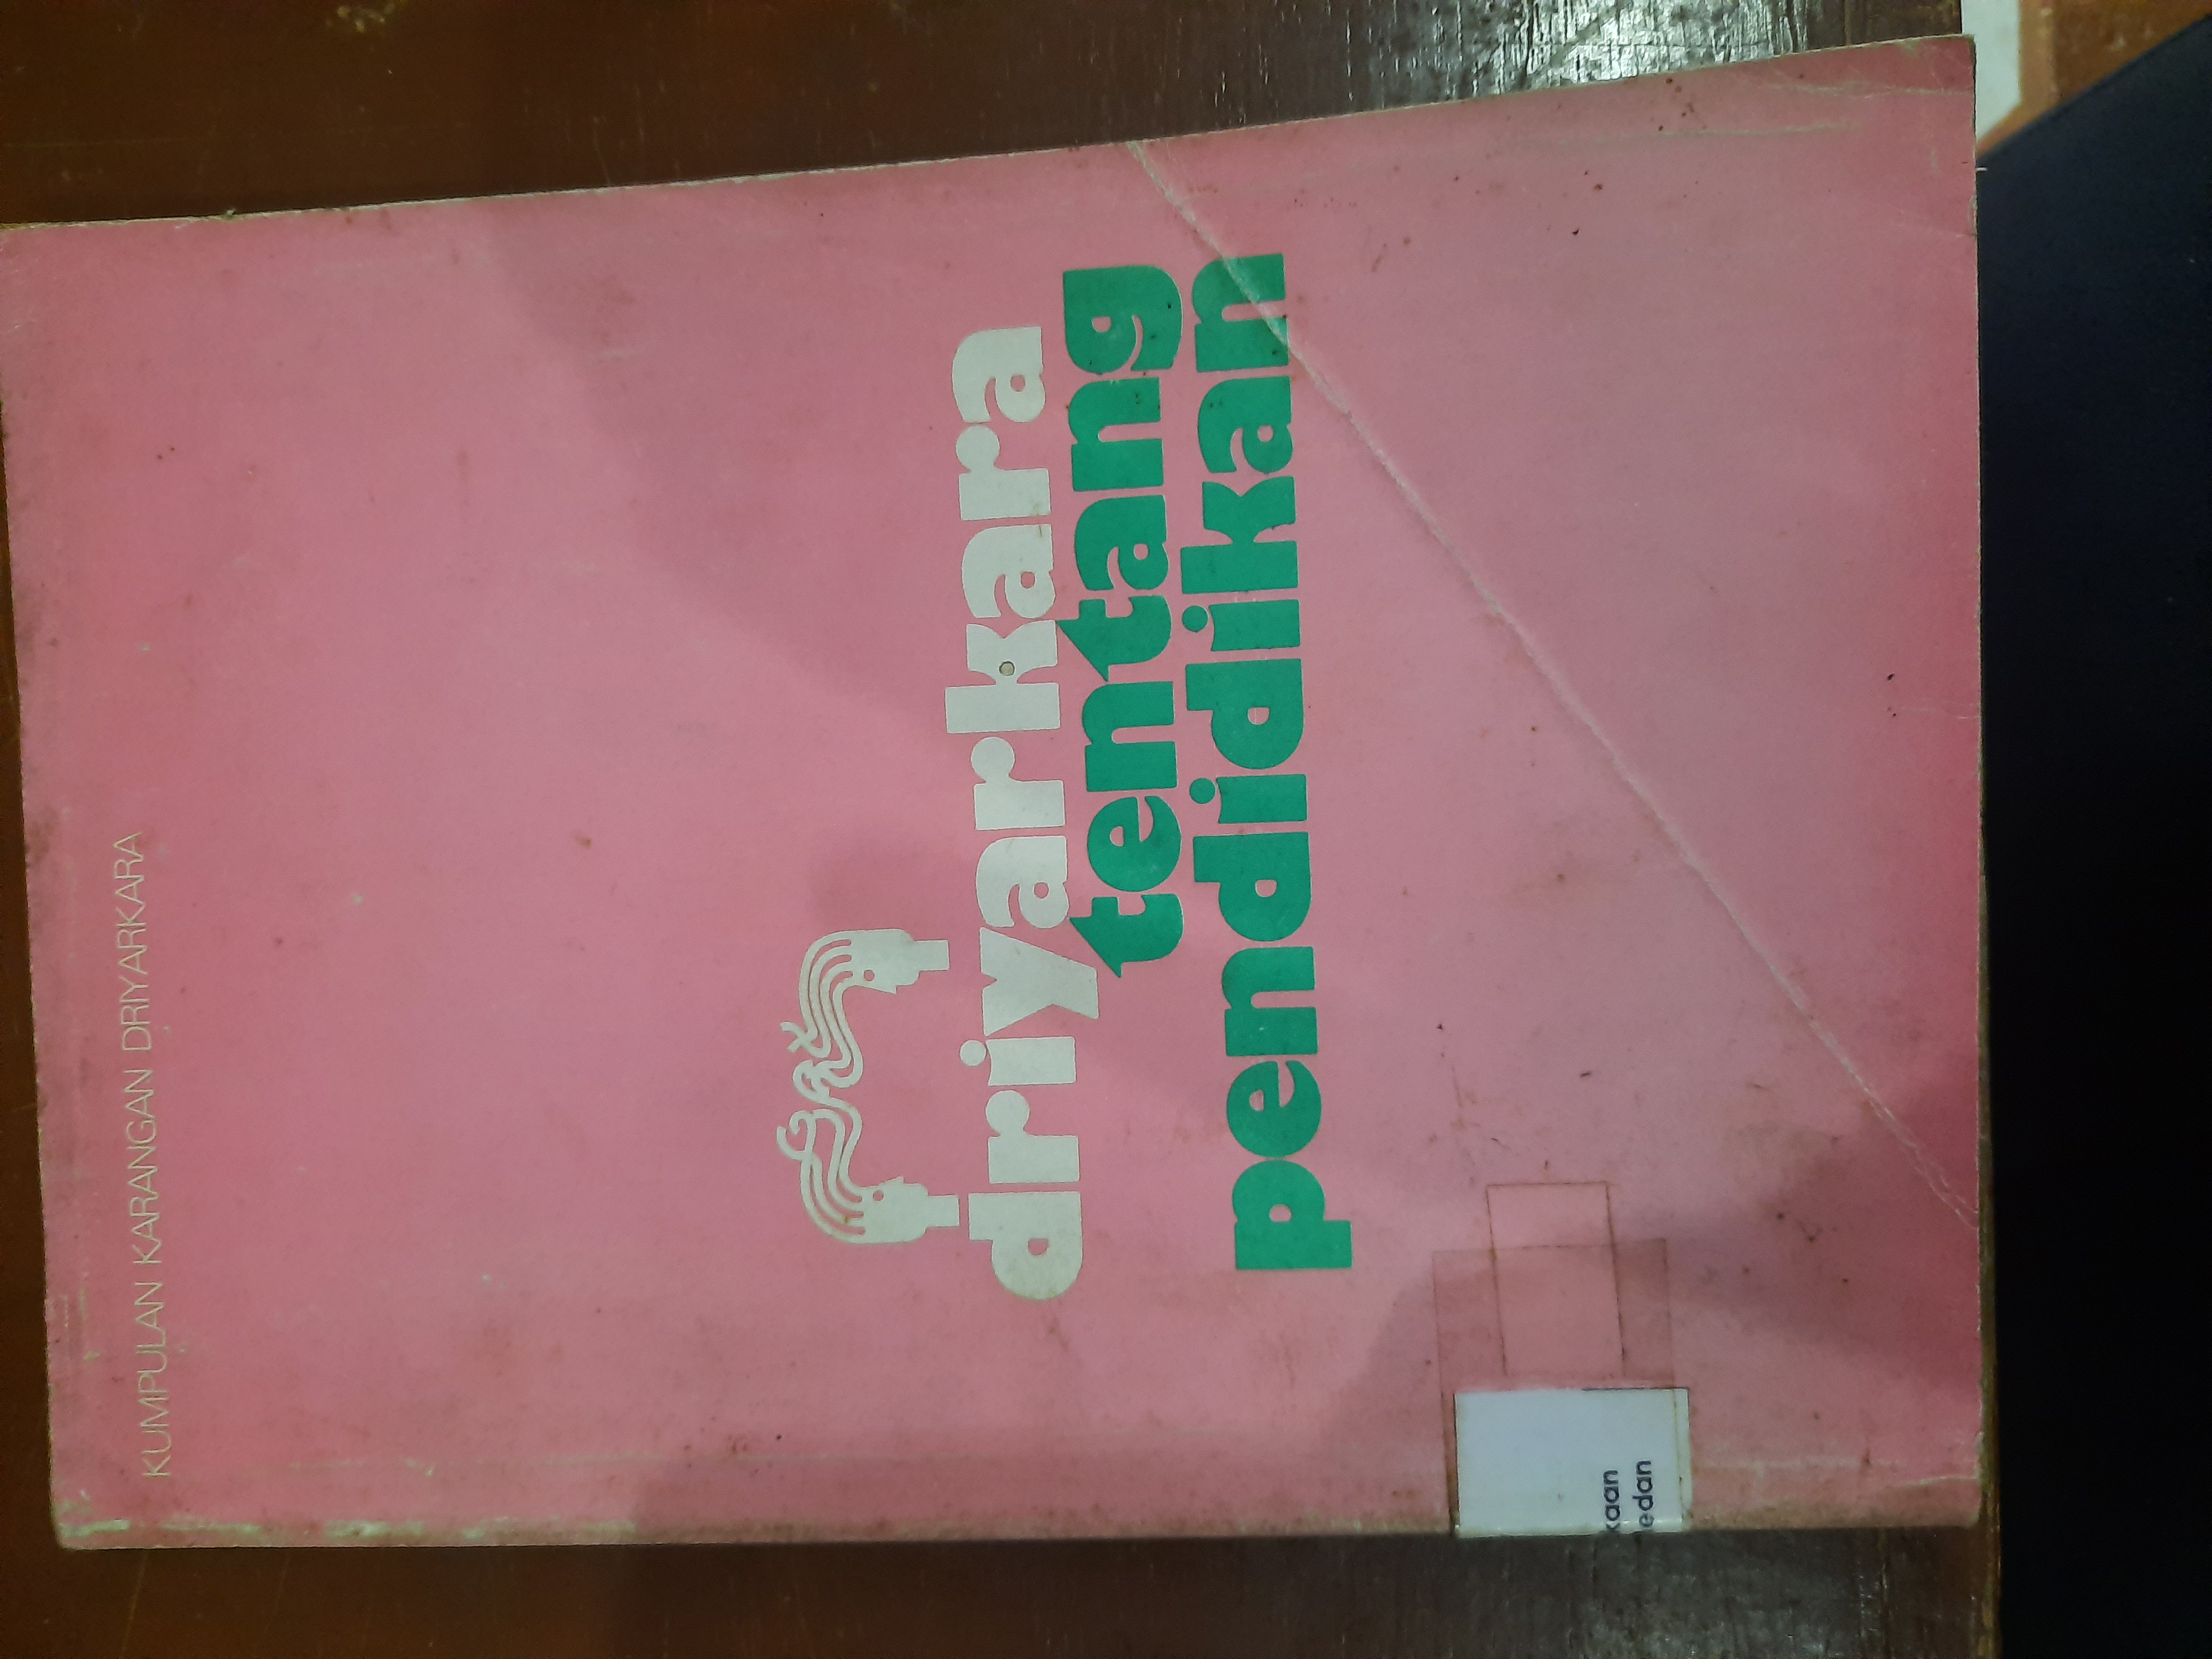 KUMPULAN KARANGAN DRIYARKARA
driyarkara
tentang
pendidikan
kaan
edan